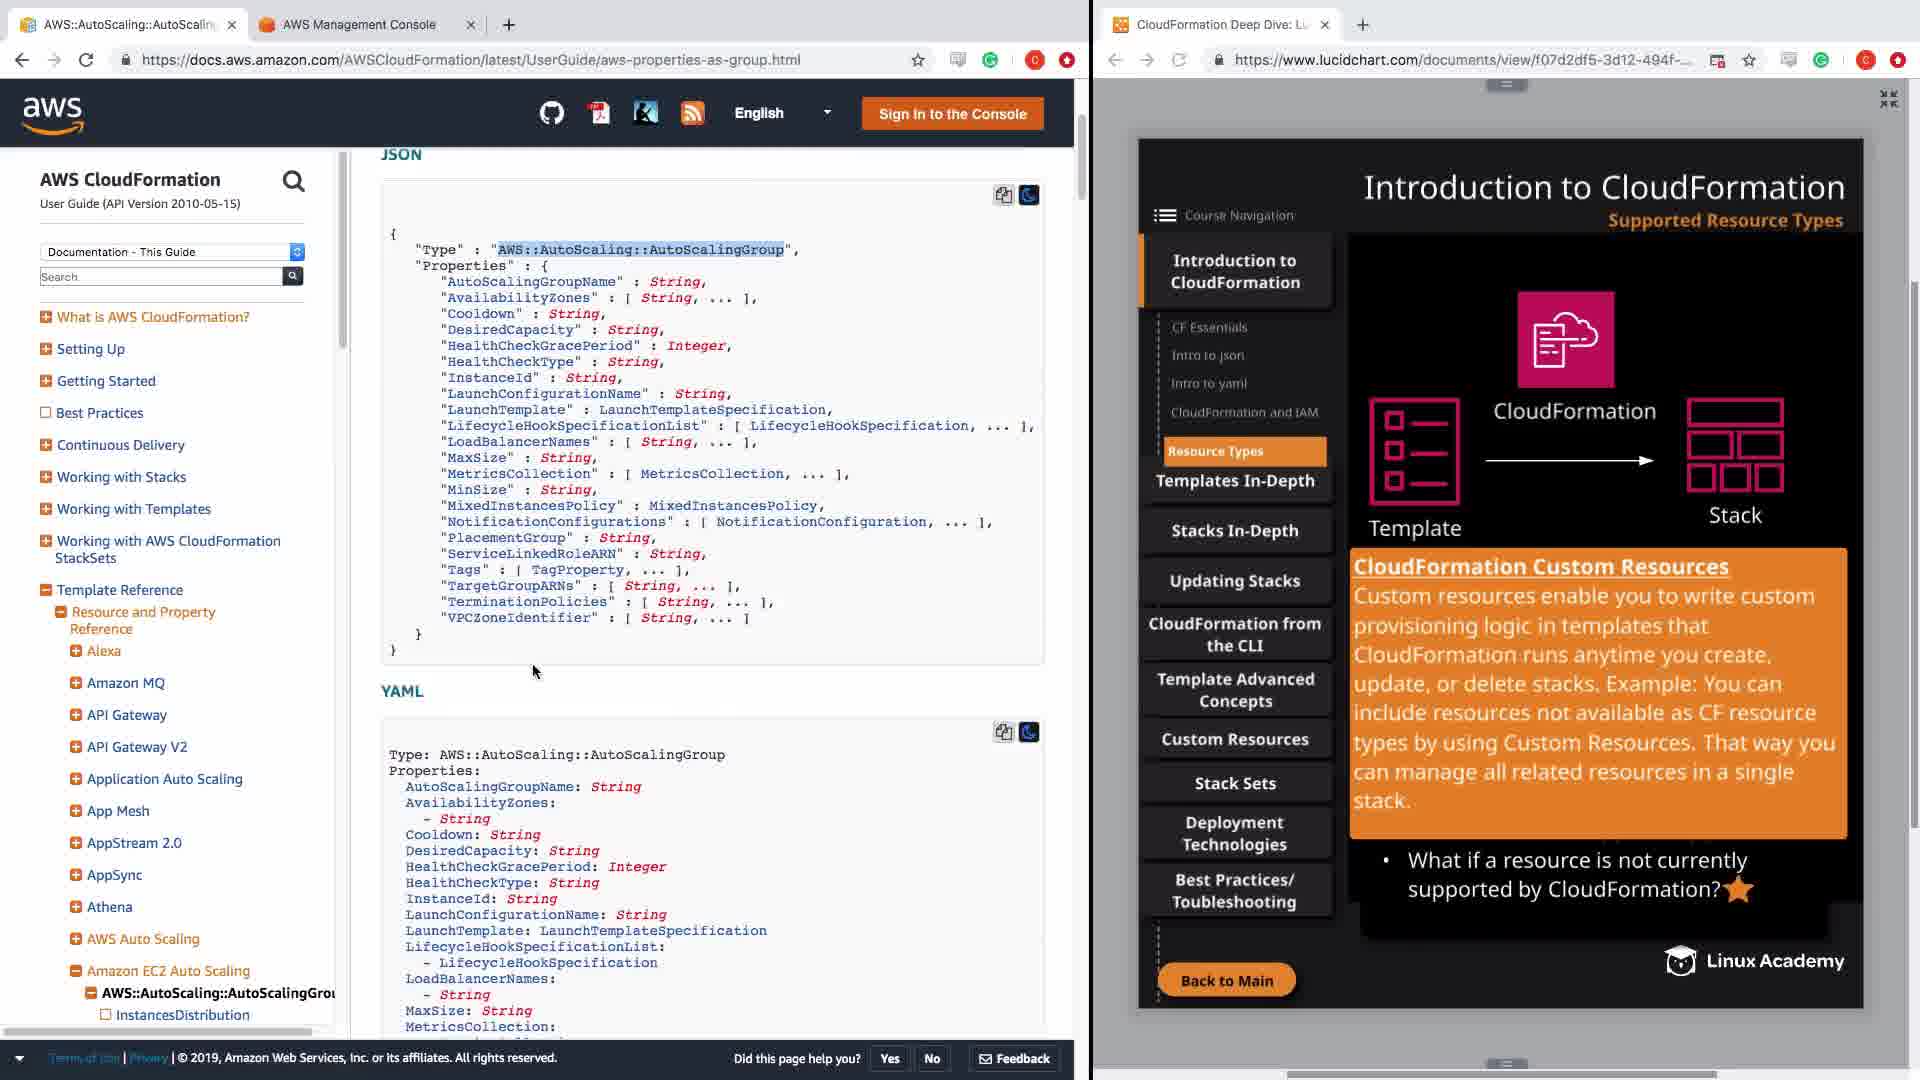 AWS::AutoScaling::AutoScalin
AWS Management Console
https://docs.aws.amazon.com/AWSCloudFormation/latest/UserGuide/aws-properties-as-group.html
aws
English
Sign In to the Console
AWS CloudFormation
User Guide (API Version 2010-05-15)
Documentation - This Guide
Search
What is AWS CloudFormation?
Setting Up
Getting Started
Best Practices
Continuous Delivery
Working with Stacks
Working with Templates
Working with AWS CloudFormation
StackSets
Template Reference
Resource and Property
Reference
Alexa
Amazon MQ
API Gateway
API Gateway V2
Application Auto Scaling
App Mesh
AppStream 2.0
AppSync
Athena
AWS Auto Scaling
Amazon EC2 Auto Scaling
AWS::AutoScaling::AutoScalingGrou
InstancesDistribution
JSON
{
"Type" : "AWS::AutoScaling::AutoScalingGroup",
"Properties" : {
"AutoScalingGroupName" : String,
"AvailabilityZones" : [ String, ... ],
"Cooldown" : String,
"DesiredCapacity" : String,
"HealthCheckGracePeriod" : Integer,
"HealthCheckType" : String,
"InstanceId" : String,
"LaunchConfigurationName" : String,
"LaunchTemplate" : LaunchTemplateSpecification,
"LifecycleHookSpecificationList" : [ LifecycleHookSpecification, ... ],
"LoadBalancerNames" : [ String, ... ],
"MaxSize" : String,
"MetricsCollection" : [ MetricsCollection, ... ],
"MinSize" : String,
"MixedInstancesPolicy" : MixedInstancesPolicy,
"NotificationConfigurations" : [ NotificationConfiguration, ... ],
"PlacementGroup" : String,
"ServiceLinkedRoleARN" : String,
"Tags" : [ TagProperty, ... ],
"TargetGroupARNs" : [ String, ... ],
"TerminationPolicies" : [ String, ... ],
"VPCZoneIdentifier" : [ String, ... ]
}
}
YAML
Type: AWS::AutoScaling::AutoScalingGroup
Properties:
AutoScalingGroupName: String
AvailabilityZones:
- String
Cooldown: String
DesiredCapacity: String
HealthCheckGracePeriod: Integer
HealthCheckType: String
InstanceId: String
LaunchConfigurationName: String
LaunchTemplate: LaunchTemplateSpecification
LifecycleHookSpecificationList:
- LifecycleHookSpecification
LoadBalancerNames:
- String
MaxSize: String
MetricsCollection:
Terms of Use | Privacy | © 2019, Amazon Web Services, Inc. or its affiliates. All rights reserved.
Did this page help you? Yes No Feedback
CloudFormation Deep Dive: Lu
https://www.lucidchart.com/documents/view/f07d2df5-3d12-494f-...
Introduction to CloudFormation
Supported Resource Types
Course Navigation
Introduction to
CloudFormation
CF Essentials
Intro to json
Intro to yaml
CloudFormation and IAM
Resource Types
Templates In-Depth
Stacks In-Depth
Updating Stacks
CloudFormation from
the CLI
Template Advanced
Concepts
Custom Resources
Stack Sets
Deployment
Technologies
Best Practices/
Toubleshooting
Back to Main
CloudFormation
Template
Stack
CloudFormation Custom Resources
Custom resources enable you to write custom
provisioning logic in templates that
CloudFormation runs anytime you create,
update, or delete stacks. Example: You can
include resources not available as CF resource
types by using Custom Resources. That way you
can manage all related resources in a single
stack.
• What if a resource is not currently
supported by CloudFormation?
Linux Academy